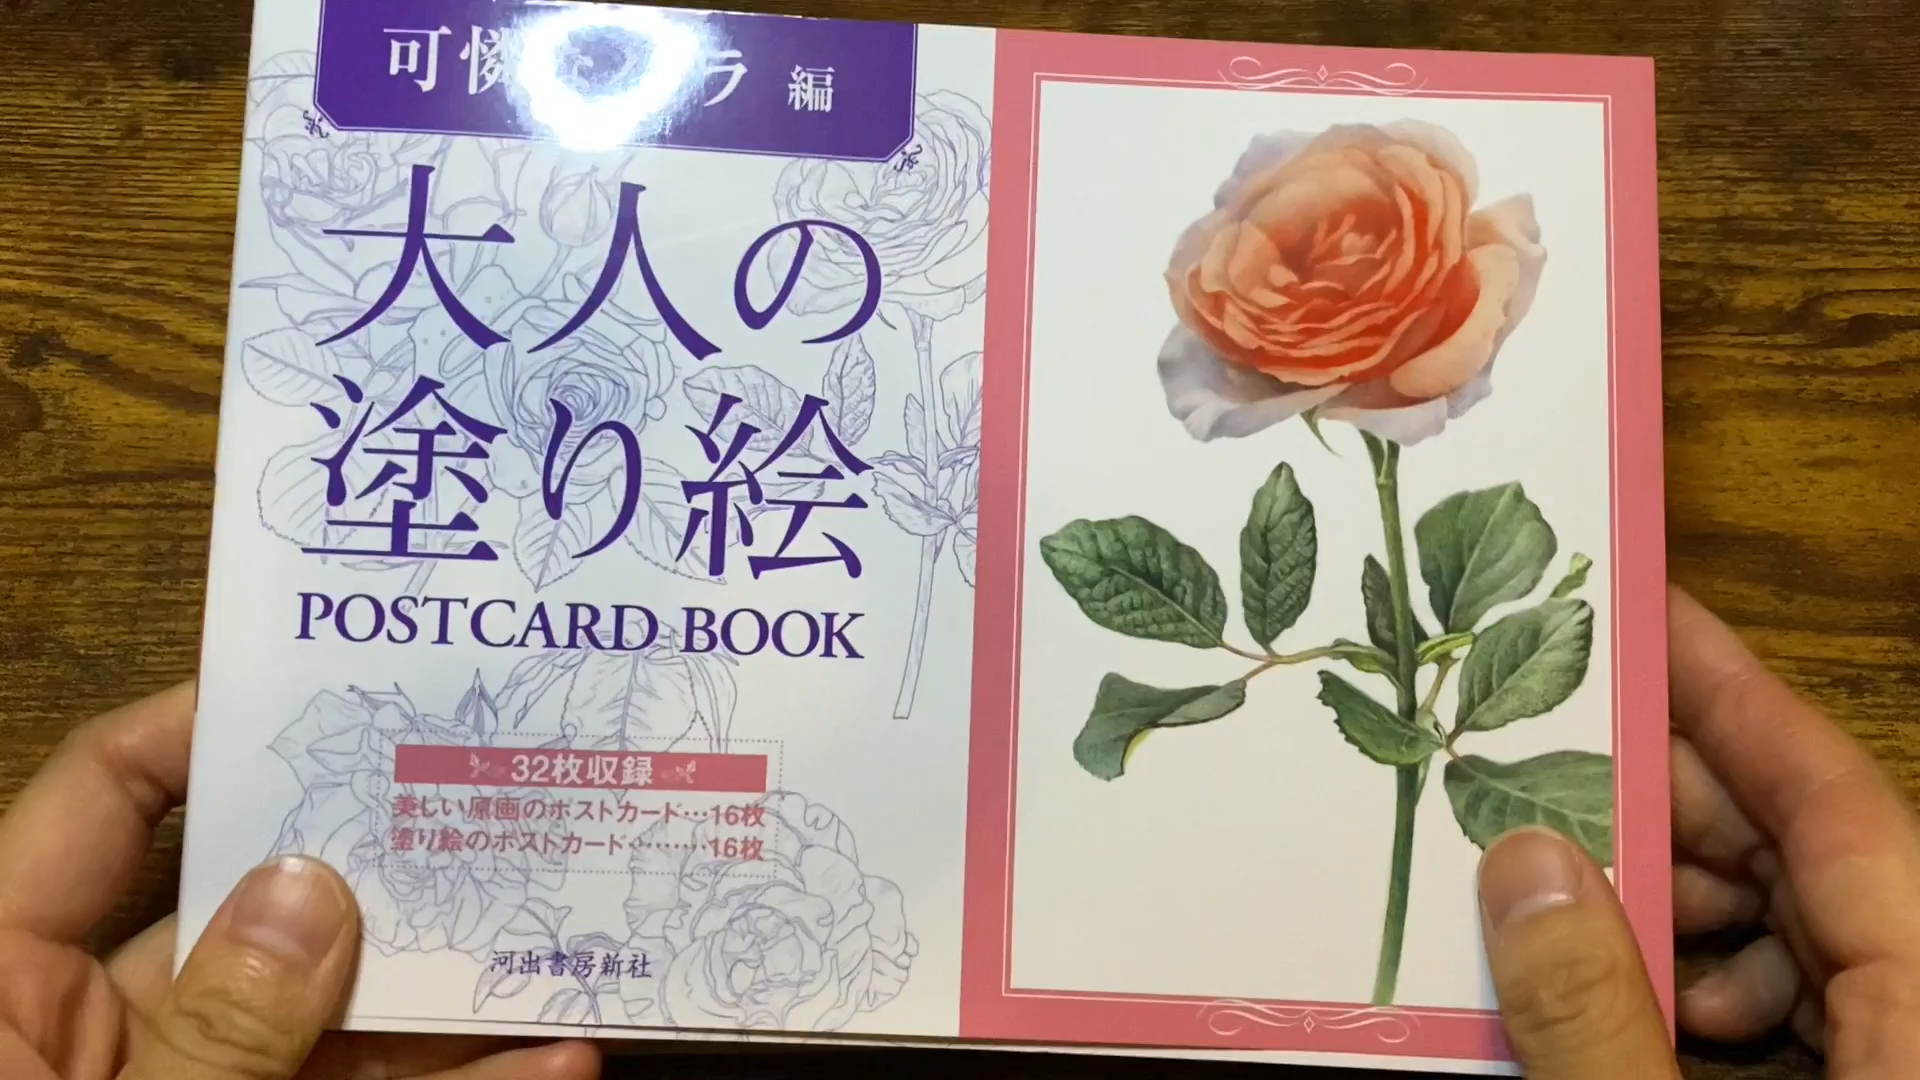 可憐 ラ 編
大人の
塗り絵
POSTCARD BOOK
32枚収録
美しい原画のポストカード…16枚
塗り絵のポストカード………16枚
河出書房新社